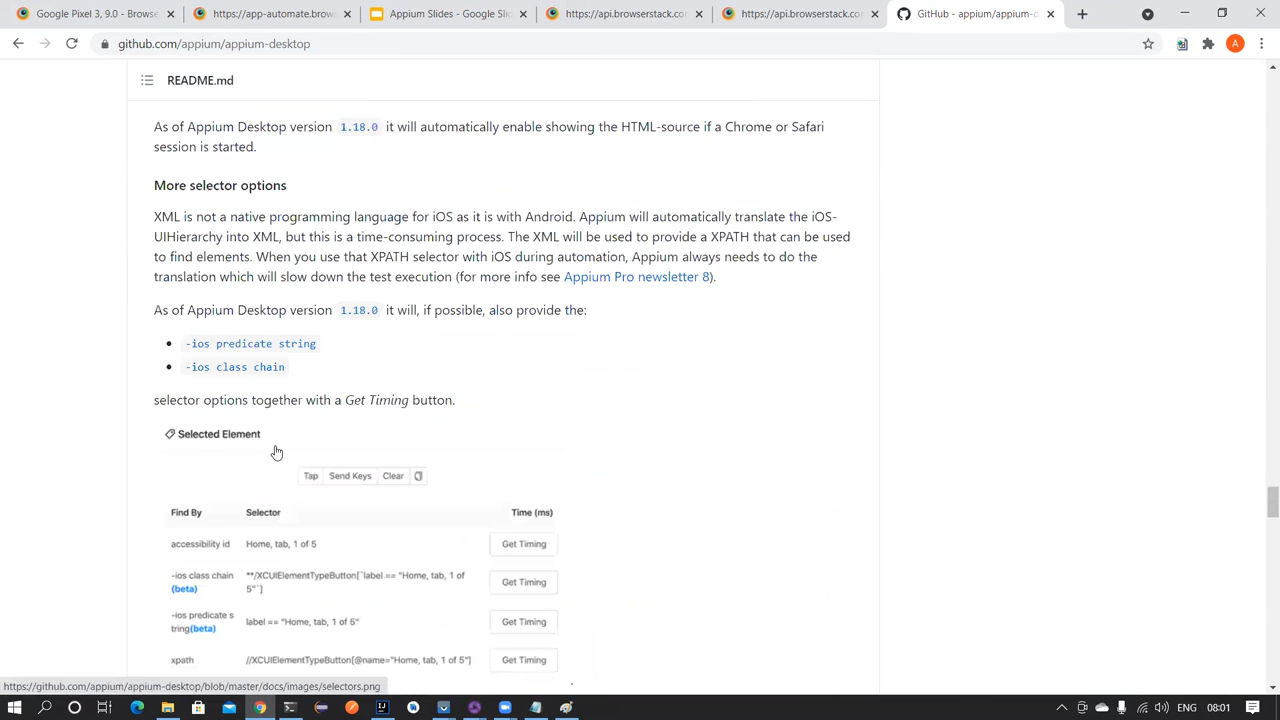 Google Pixel 3, 9.0 - Browse
https://app-automate.brows
Appium Slides - Google Sli
https://api.browserstack.con
https://api.browserstack.con
GitHub - appium/appium-d
github.com/appium/appium-desktop
A
README.md
As of Appium Desktop version 1.18.0 it will automatically enable showing the HTML-source if a Chrome or Safari
session is started.
More selector options
XML is not a native programming language for iOS as it is with Android. Appium will automatically translate the iOS-
UIHierarchy into XML, but this is a time-consuming process. The XML will be used to provide a XPATH that can be used
to find elements. When you use that XPATH selector with iOS during automation, Appium always needs to do the
translation which will slow down the test execution (for more info see Appium Pro newsletter 8).
As of Appium Desktop version 1.18.0 it will, if possible, also provide the:
-ios predicate string
-ios class chain
selector options together with a Get Timing button.
Selected Element
Tap Send Keys Clear
Find By Selector Time (ms)
accessibility id Home, tab, 1 of 5 Get Timing
-ios class chain **/XCUIElementTypeButton[`label == "Home, tab, 1 of
(beta) 5"`] Get Timing
-ios predicate s
tring(beta) label == "Home, tab, 1 of 5" Get Timing
xpath //XCUIElementTypeButton[@name="Home, tab, 1 of 5"] Get Timing
https://github.com/appium/appium-desktop/blob/master/docs/images/selectors.png
ENG 08:01